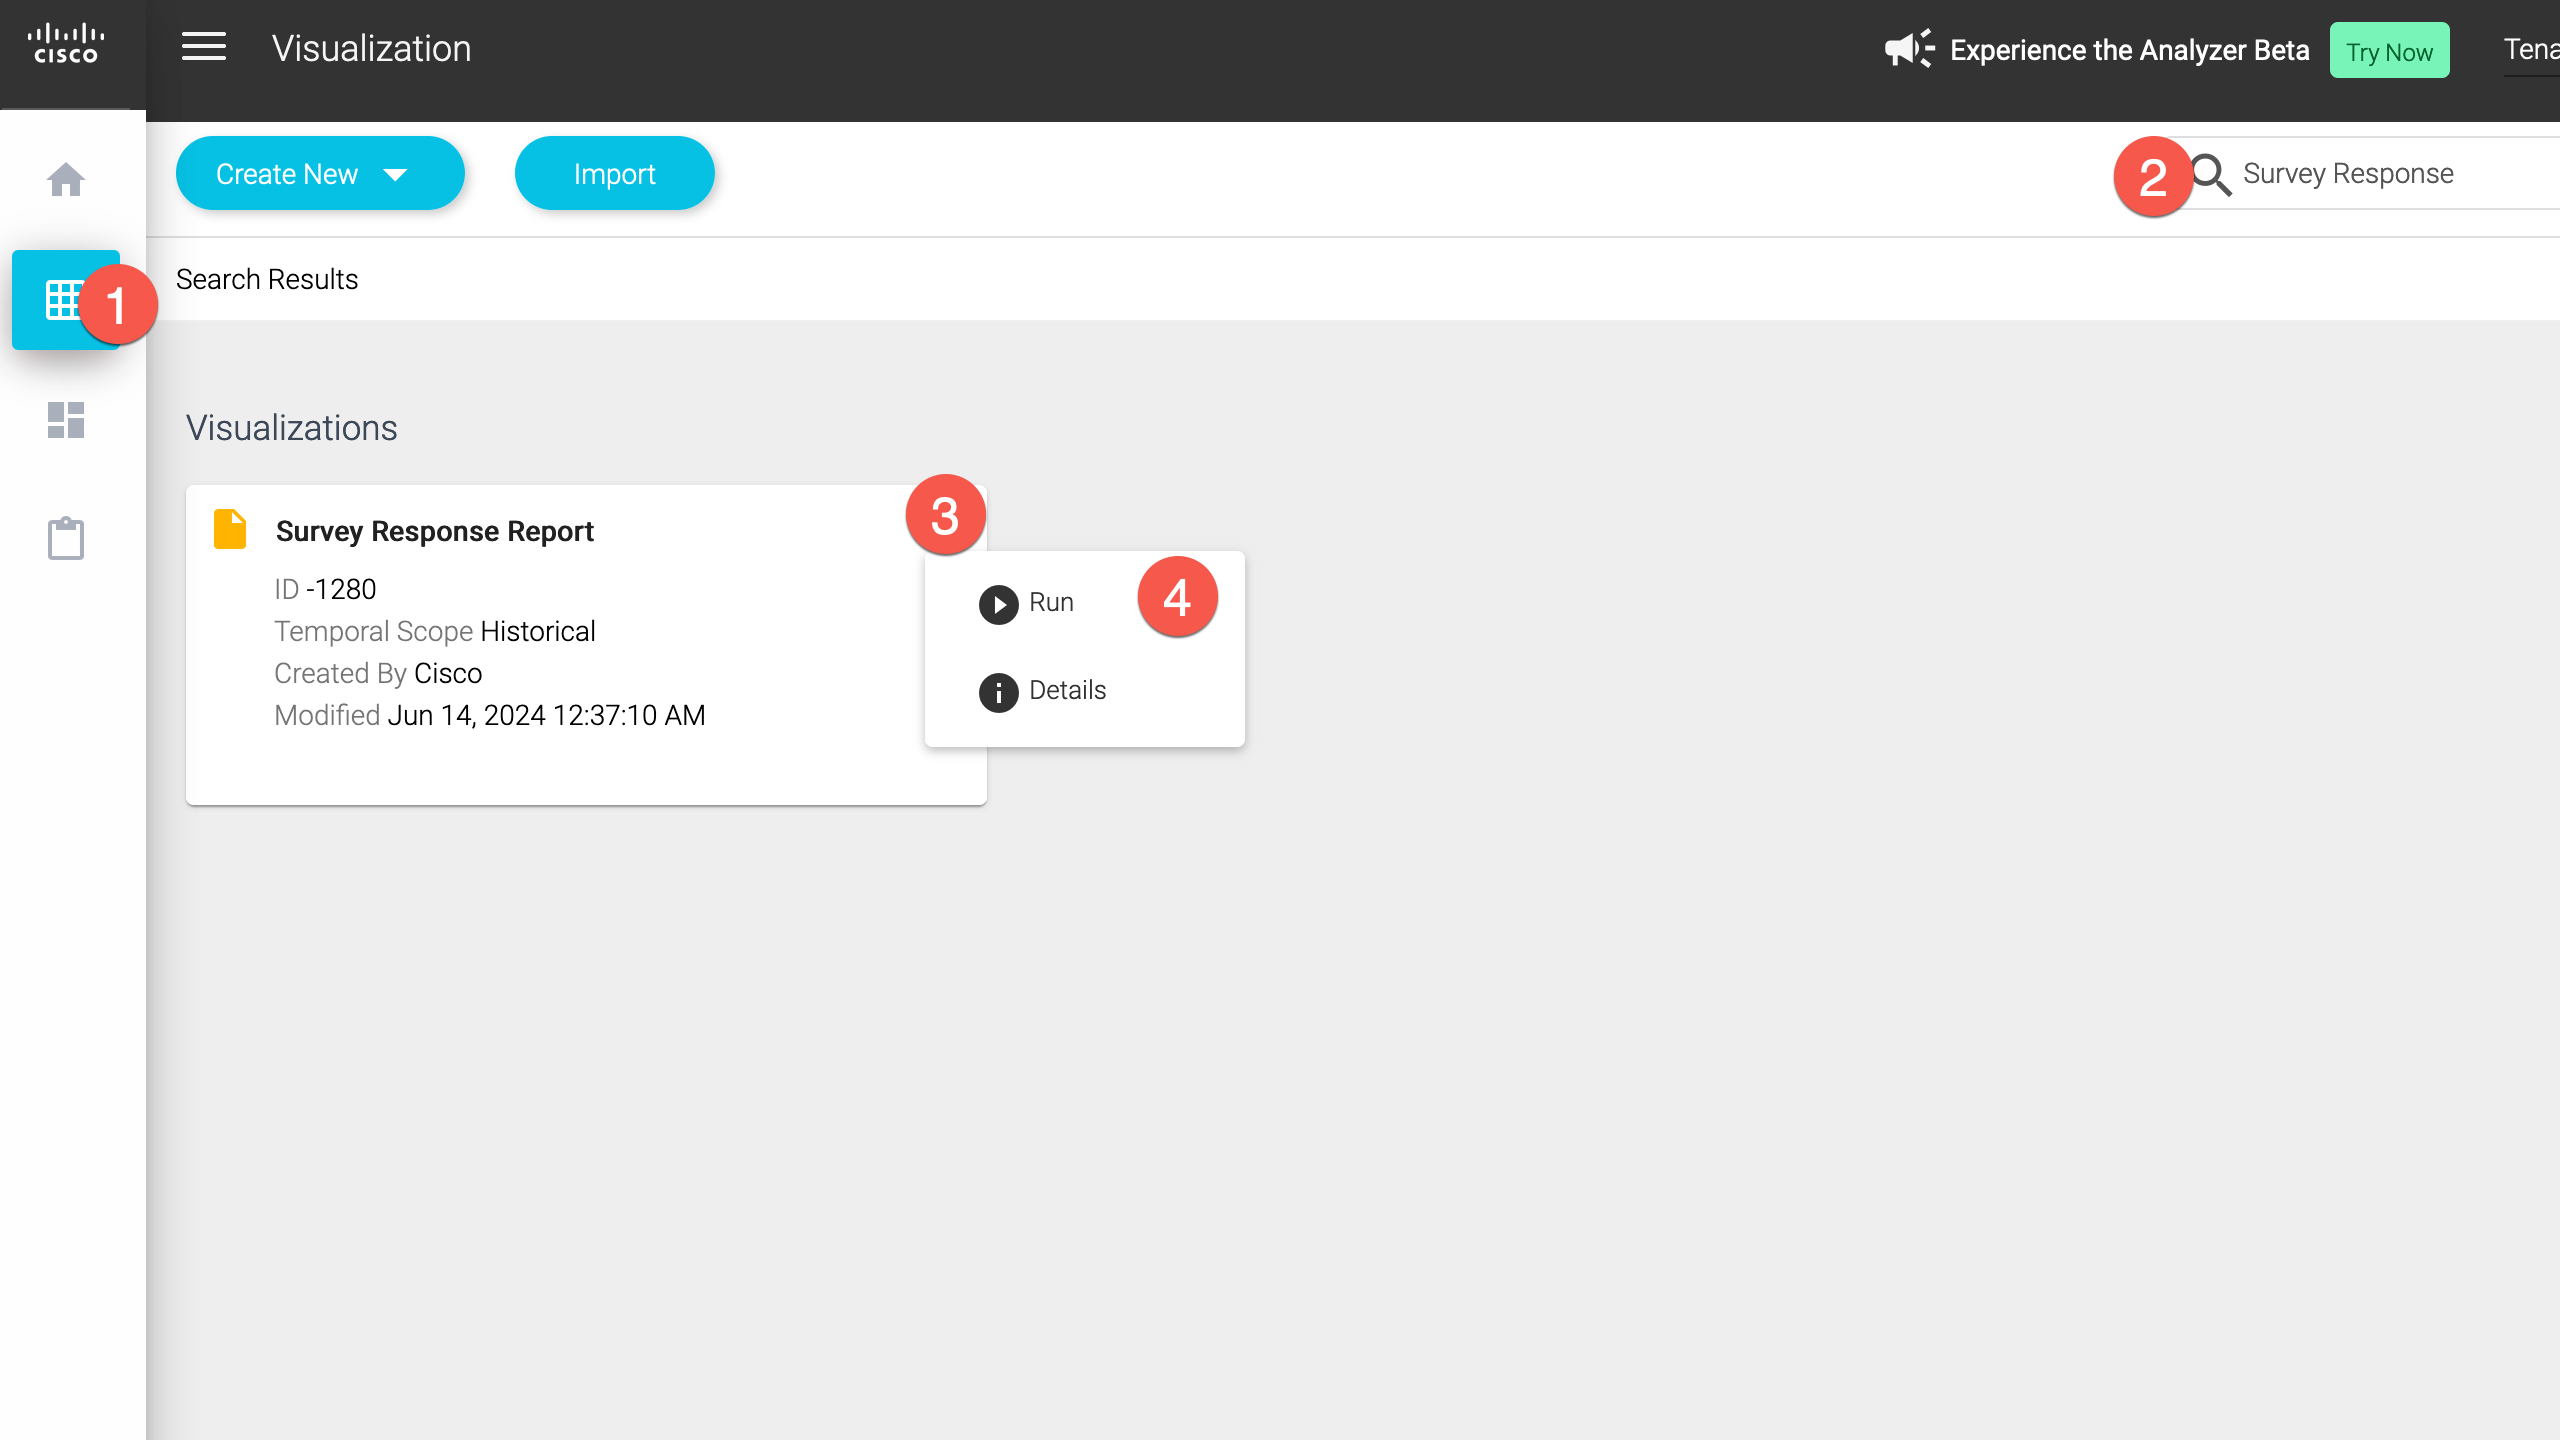 cisco
Visualization
Experience the Analyzer Beta
Try Now
Tena
Create New
Import
2
Survey Response
1
Search Results
Visualizations
3
Survey Response Report
ID -1280
Temporal Scope Historical
Created By Cisco
Modified Jun 14, 2024 12:37:10 AM
Run
4
Details